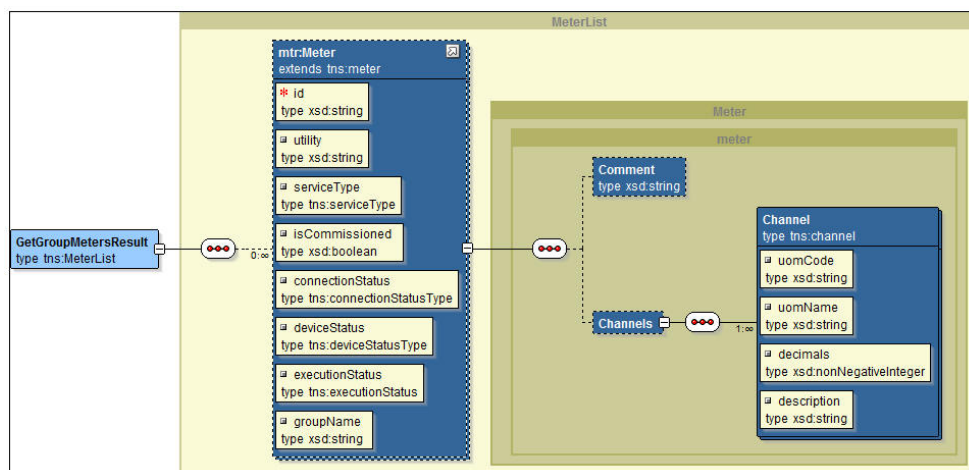 MeterList
mtr:Meter
extends tns:meter
* id
type xsd:string
utility
type xsd:string
serviceType
type tns:serviceType
isCommissioned
type xsd:boolean
connectionStatus
type tns:connectionStatusType
deviceStatus
type tns:deviceStatusType
executionStatus
type tns:executionStatus
groupName
type xsd:string
GetGroupMetersResult
type tns:MeterList
0:∞
Meter
meter
Comment
type xsd:string
Channels
1:∞
Channel
type tns:channel
uomCode
type xsd:string
uomName
type xsd:string
decimals
type xsd:nonNegativeInteger
description
type xsd:string